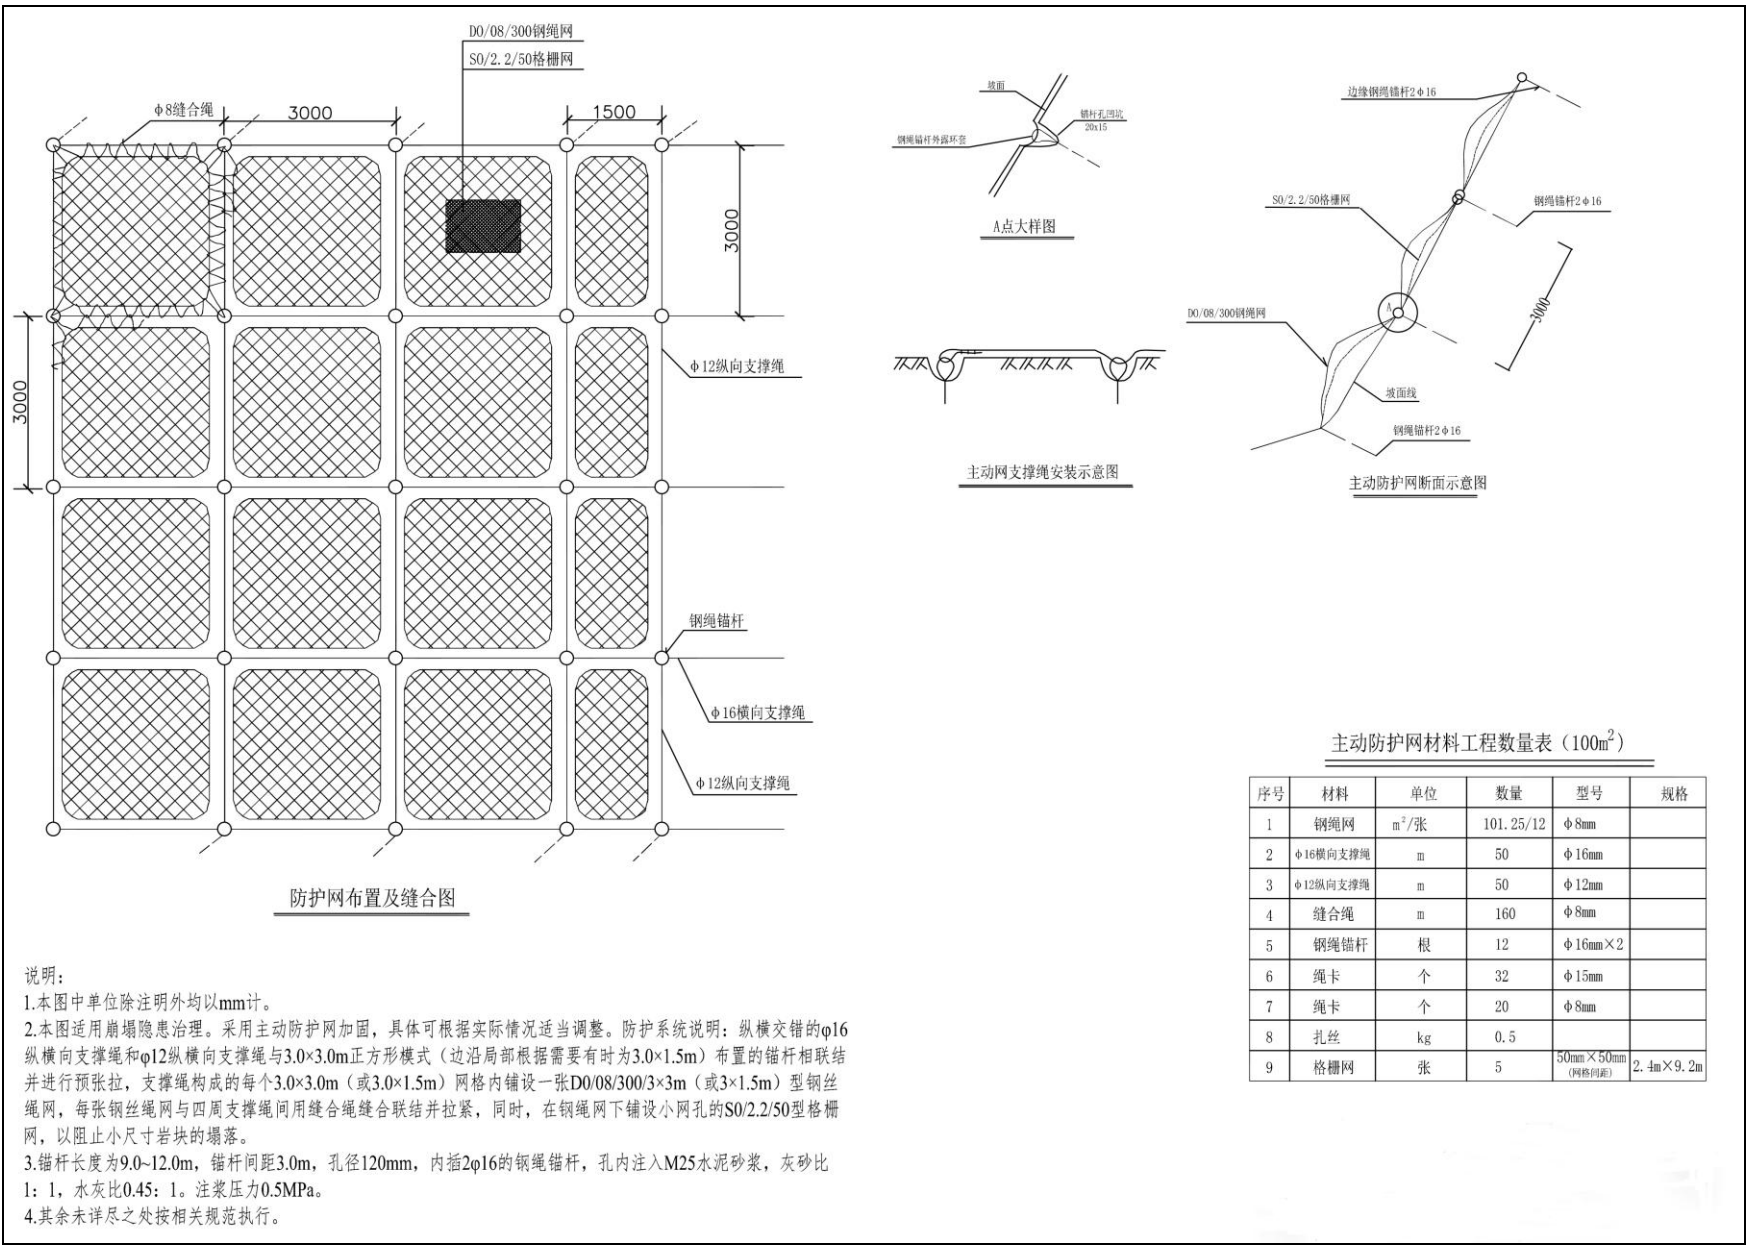 DO/08/300钢绳网
SO/2.2/50格栅网
φ8缝合绳
3000
1500
3000
3000
φ12纵向支撑绳
钢绳锚杆
φ16横向支撑绳
φ12纵向支撑绳
防护网布置及缝合图
坡面
锚杆孔凹坑
20x15
钢绳锚杆外露环套
A点大样图
主动网支撑绳安装示意图
边缘钢绳锚杆2φ16
SO/2.2/50格栅网
钢绳锚杆2φ16
A
DO/08/300钢绳网
3000
坡面线
钢绳锚杆2φ16
主动防护网断面示意图
主动防护网材料工程数量表（100m²）
序号 材料 单位 数量 型号 规格
1 钢绳网 m²/张 101.25/12 φ8mm
2 φ16横向支撑绳 m 50 φ16mm
3 φ12纵向支撑绳 m 50 φ12mm
4 缝合绳 m 160 φ8mm
5 钢绳锚杆 根 12 φ16mm×2
6 绳卡 个 32 φ15mm
7 绳卡 个 20 φ8mm
8 扎丝 kg 0.5
9 格栅网 张 5 50mm×50mm（网格间距） 2.4m×9.2m
说明：
1.本图中单位除注明外均以mm计。
2.本图适用崩塌隐患治理。采用主动防护网加固，具体可根据实际情况适当调整。防护系统说明：纵横交错的φ16
纵横向支撑绳和φ12纵横向支撑绳与3.0×3.0m正方形模式（边沿局部根据需要有时为3.0×1.5m）布置的锚杆相联结
并进行预张拉，支撑绳构成的每个3.0×3.0m（或3.0×1.5m）网格内铺设一张D0/08/300/3×3m（或3×1.5m）型钢丝
绳网，每张钢丝绳网与四周支撑绳间用缝合绳缝合联结并拉紧，同时，在钢绳网下铺设小网孔的S0/2.2/50型格栅
网，以阻止小尺寸岩块的塌落。
3.锚杆长度为9.0~12.0m，锚杆间距3.0m，孔径120mm，内插2φ16的钢绳锚杆，孔内注入M25水泥砂浆，灰砂比
1：1，水灰比0.45：1。注浆压力0.5MPa。
4.其余未详尽之处按相关规范执行。